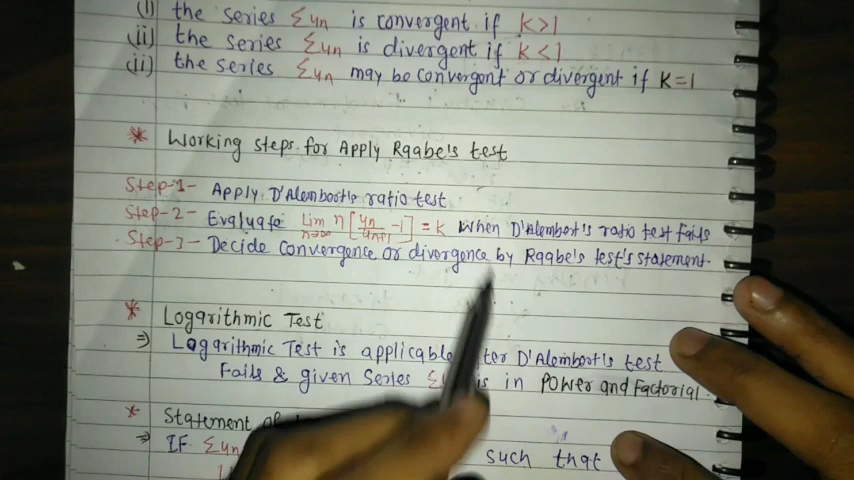 (i) the series Σun is convergent if K>1
(ii) the series Σun is divergent if K<1
(ii) the series Σun may be convergent or divergent if K=1
* Working steps for Apply Raabe's test
Step-1- Apply D'Alembert's ratio test
Step-2- Evaluate Lim n→∞ n[un/un+1 -1] = K When D'Alembert's ratio test fails
Step-3- Decide convergence or divergence by Raabe's test's statement.
* Logarithmic Test
⇒ Logarithmic Test is applicable ter D'Alembert's test
Fails & given Series Σ is in Power and Factorial.
* Statement of
⇒ IF Σun such that